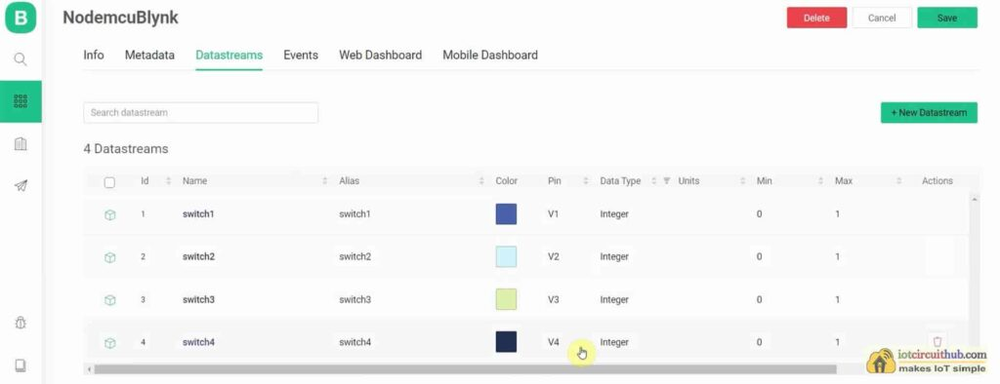 B
NodemcuBlynk
Delete
Cancel
Save
Info Metadata Datastreams Events Web Dashboard Mobile Dashboard
Search datastream
+ New Datastream
4 Datastreams
Id Name Alias Color Pin Data Type Units Min Max Actions
1 switch1 switch1 V1 Integer 0 1
2 switch2 switch2 V2 Integer 0 1
3 switch3 switch3 V3 Integer 0 1
4 switch4 switch4 V4 Integer 0 1
iotcircuithub.com
makes IoT simple